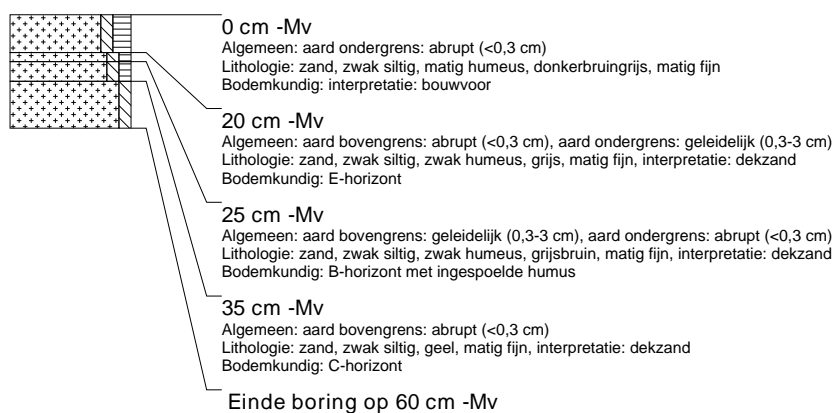 0 cm -Mv
Algemeen: aard ondergrens: abrupt (<0,3 cm)
Lithologie: zand, zwak siltig, matig humeus, donkerbruingrijs, matig fijn
Bodemkundig: interpretatie: bouwvoor
20 cm -Mv
Algemeen: aard bovengrens: abrupt (<0,3 cm), aard ondergrens: geleidelijk (0,3-3 cm)
Lithologie: zand, zwak siltig, zwak humeus, grijs, matig fijn, interpretatie: dekzand
Bodemkundig: E-horizont
25 cm -Mv
Algemeen: aard bovengrens: geleidelijk (0,3-3 cm), aard ondergrens: abrupt (<0,3 cm)
Lithologie: zand, zwak siltig, zwak humeus, grijsbruin, matig fijn, interpretatie: dekzand
Bodemkundig: B-horizont met ingespoelde humus
35 cm -Mv
Algemeen: aard bovengrens: abrupt (<0,3 cm)
Lithologie: zand, zwak siltig, geel, matig fijn, interpretatie: dekzand
Bodemkundig: C-horizont
Einde boring op 60 cm -Mv